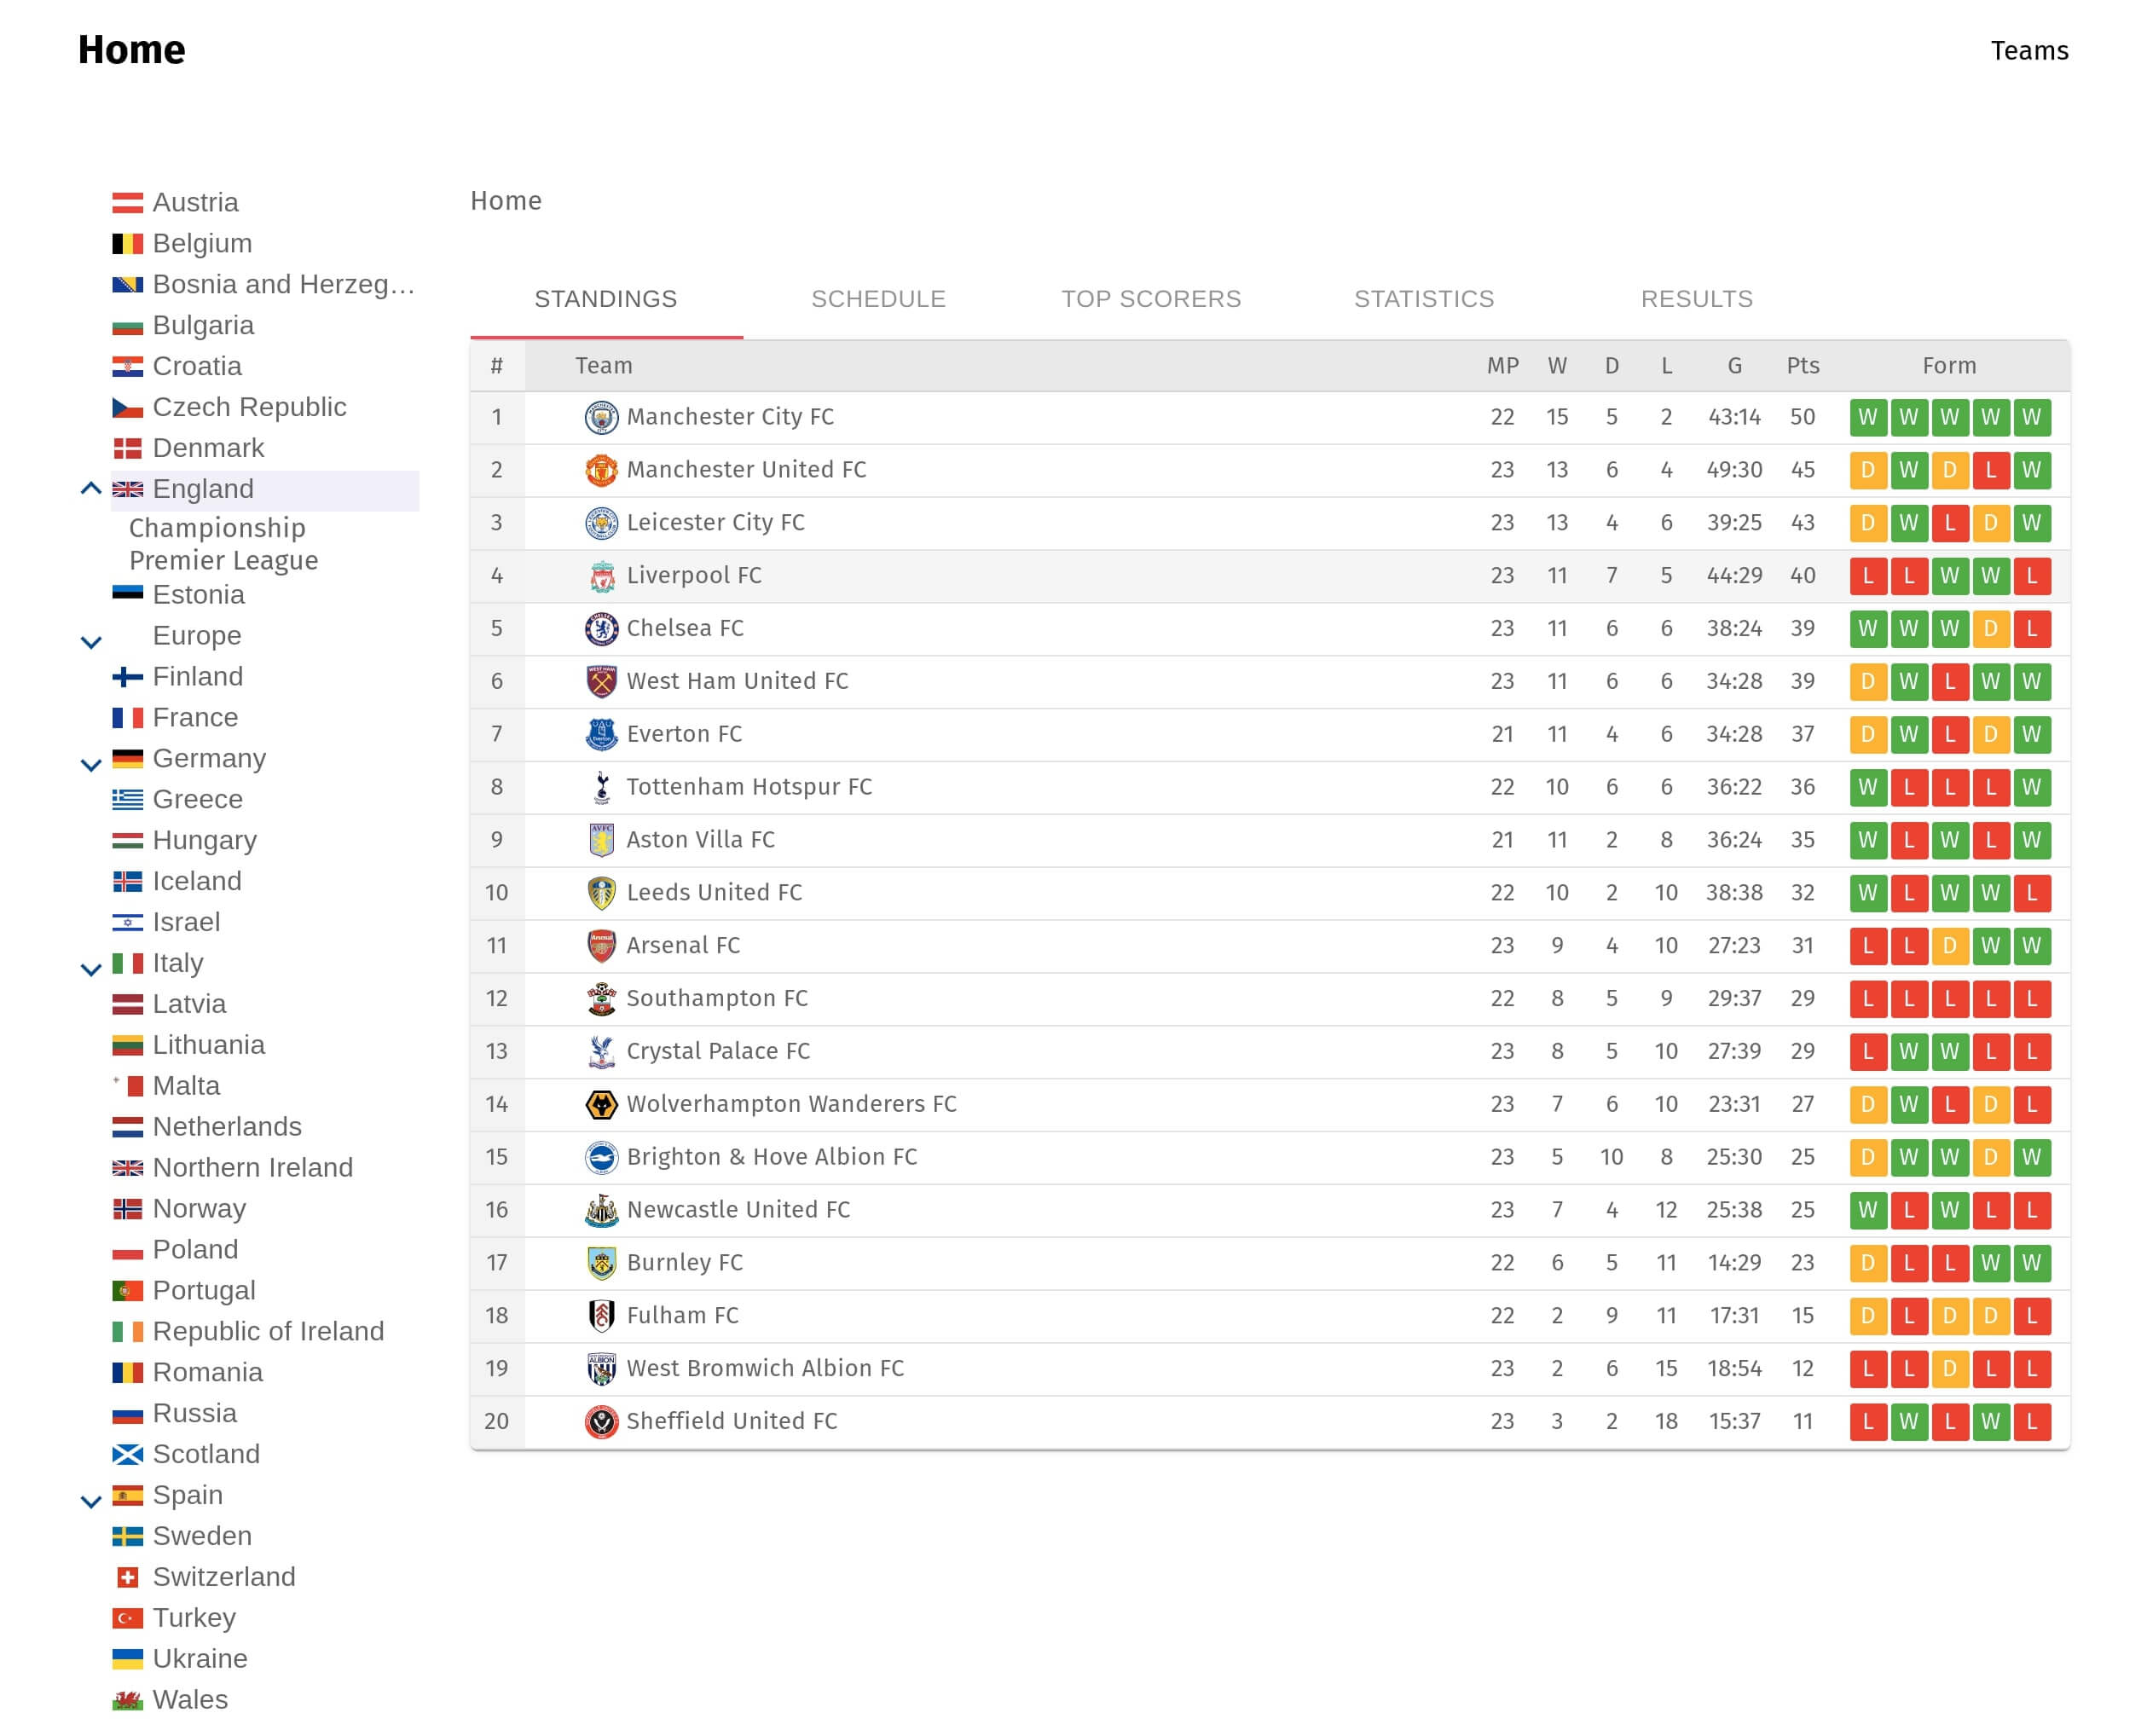 Home
Teams
Austria
Belgium
Bosnia and Herzeg…
Bulgaria
Croatia
Czech Republic
Denmark
England
Championship
Premier League
Estonia
Europe
Finland
France
Germany
Greece
Hungary
Iceland
Israel
Italy
Latvia
Lithuania
Malta
Netherlands
Northern Ireland
Norway
Poland
Portugal
Republic of Ireland
Romania
Russia
Scotland
Spain
Sweden
Switzerland
Turkey
Ukraine
Wales
Home
STANDINGS SCHEDULE TOP SCORERS STATISTICS RESULTS
# Team MP W D L G Pts Form
1 Manchester City FC 22 15 5 2 43:14 50 W W W W W
2 Manchester United FC 23 13 6 4 49:30 45 D W D L W
3 Leicester City FC 23 13 4 6 39:25 43 D W L D W
4 Liverpool FC 23 11 7 5 44:29 40 L L W W L
5 Chelsea FC 23 11 6 6 38:24 39 W W W D L
6 West Ham United FC 23 11 6 6 34:28 39 D W L W W
7 Everton FC 21 11 4 6 34:28 37 D W L D W
8 Tottenham Hotspur FC 22 10 6 6 36:22 36 W L L L W
9 Aston Villa FC 21 11 2 8 36:24 35 W L W L W
10 Leeds United FC 22 10 2 10 38:38 32 W L W W L
11 Arsenal FC 23 9 4 10 27:23 31 L L D W W
12 Southampton FC 22 8 5 9 29:37 29 L L L L L
13 Crystal Palace FC 23 8 5 10 27:39 29 L W W L L
14 Wolverhampton Wanderers FC 23 7 6 10 23:31 27 D W L D L
15 Brighton & Hove Albion FC 23 5 10 8 25:30 25 D W W D W
16 Newcastle United FC 23 7 4 12 25:38 25 W L W L L
17 Burnley FC 22 6 5 11 14:29 23 D L L W W
18 Fulham FC 22 2 9 11 17:31 15 D L D D L
19 West Bromwich Albion FC 23 2 6 15 18:54 12 L L D L L
20 Sheffield United FC 23 3 2 18 15:37 11 L W L W L